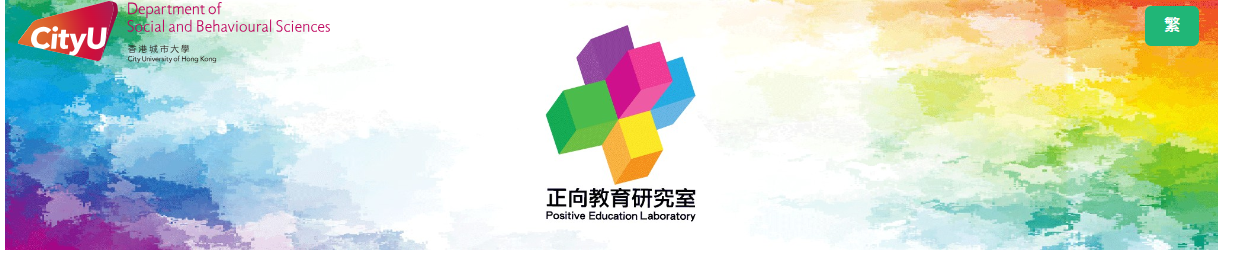 CityU
Department of
Social and Behavioural Sciences
香港城市大學
City University of Hong Kong
繁
正向教育研究室
Positive Education Laboratory